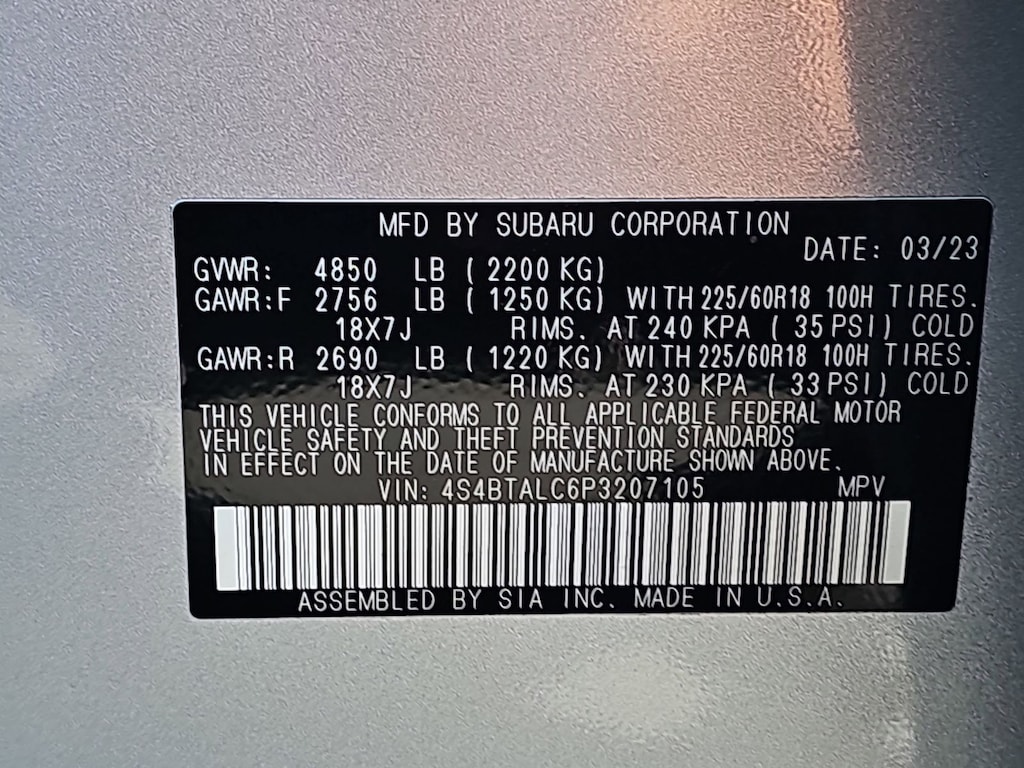 MFD BY SUBARU CORPORATION
DATE: 03/23
GVWR: 4850 LB ( 2200 KG)
GAWR:F 2756 LB ( 1250 KG) WITH 225/60R18 100H TIRES.
18X7J RIMS. AT 240 KPA ( 35 PSI) COLD
GAWR:R 2690 LB ( 1220 KG) WITH 225/60R18 100H TIRES.
18X7J RIMS. AT 230 KPA ( 33 PSI) COLD
THIS VEHICLE CONFORMS TO ALL APPLICABLE FEDERAL MOTOR
VEHICLE SAFETY AND THEFT PREVENTION STANDARDS
IN EFFECT ON THE DATE OF MANUFACTURE SHOWN ABOVE.
VIN: 4S4BTALC6P3207105 MPV
ASSEMBLED BY SIA INC. MADE IN U.S.A.